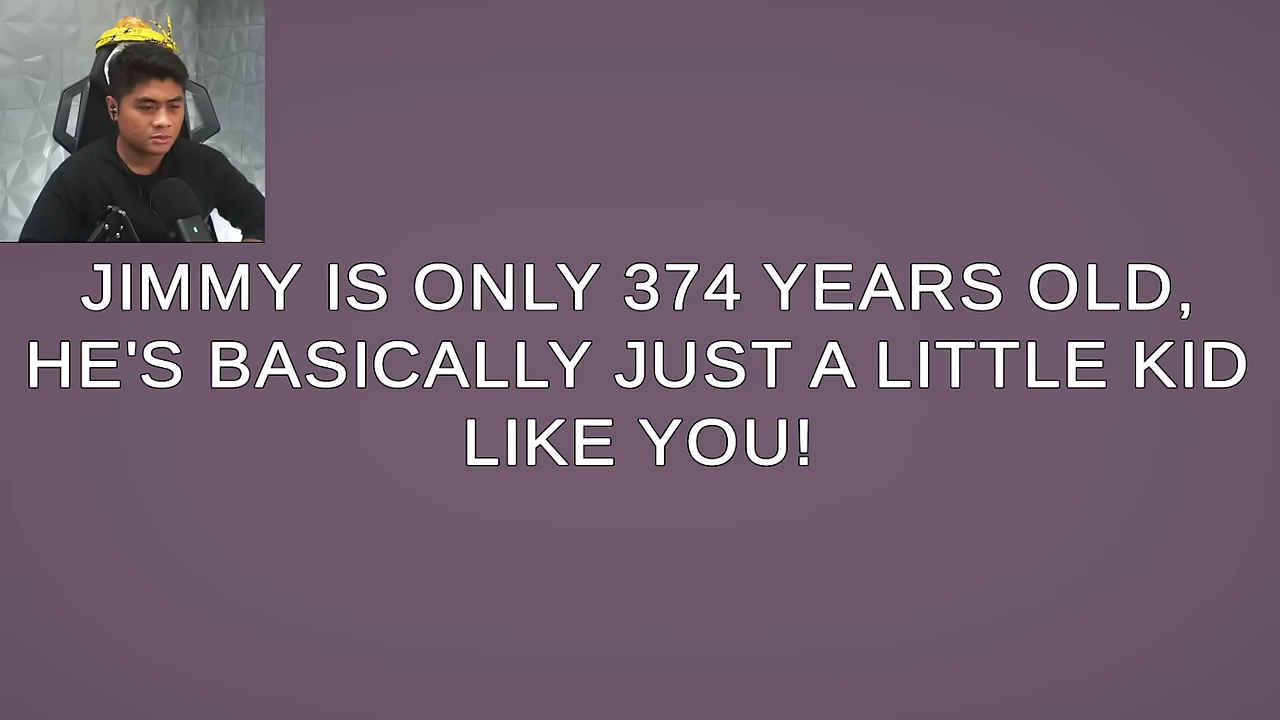 JIMMY IS ONLY 374 YEARS OLD,
HE'S BASICALLY JUST A LITTLE KID
LIKE YOU!